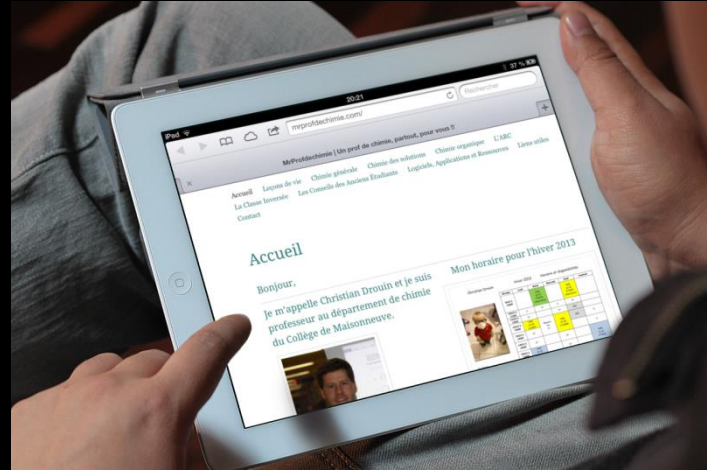 iPad
20:21
37 %
mrprofdechimie.com/
Rechercher
MrProfdechimie | Un prof de chimie, partout, pour vous !!
Accueil Leçons de vie Chimie générale Chimie des solutions Chimie organique L'ARC
La Classe Inversée Les Conseils des Anciens Étudiants Logiciels, Applications et Ressources Liens utiles
Contact
Accueil
Bonjour,
Je m'appelle Christian Drouin et je suis
professeur au département de chimie
du Collège de Maisonneuve.
Mon horaire pour l'hiver 2013
Christian Drouin